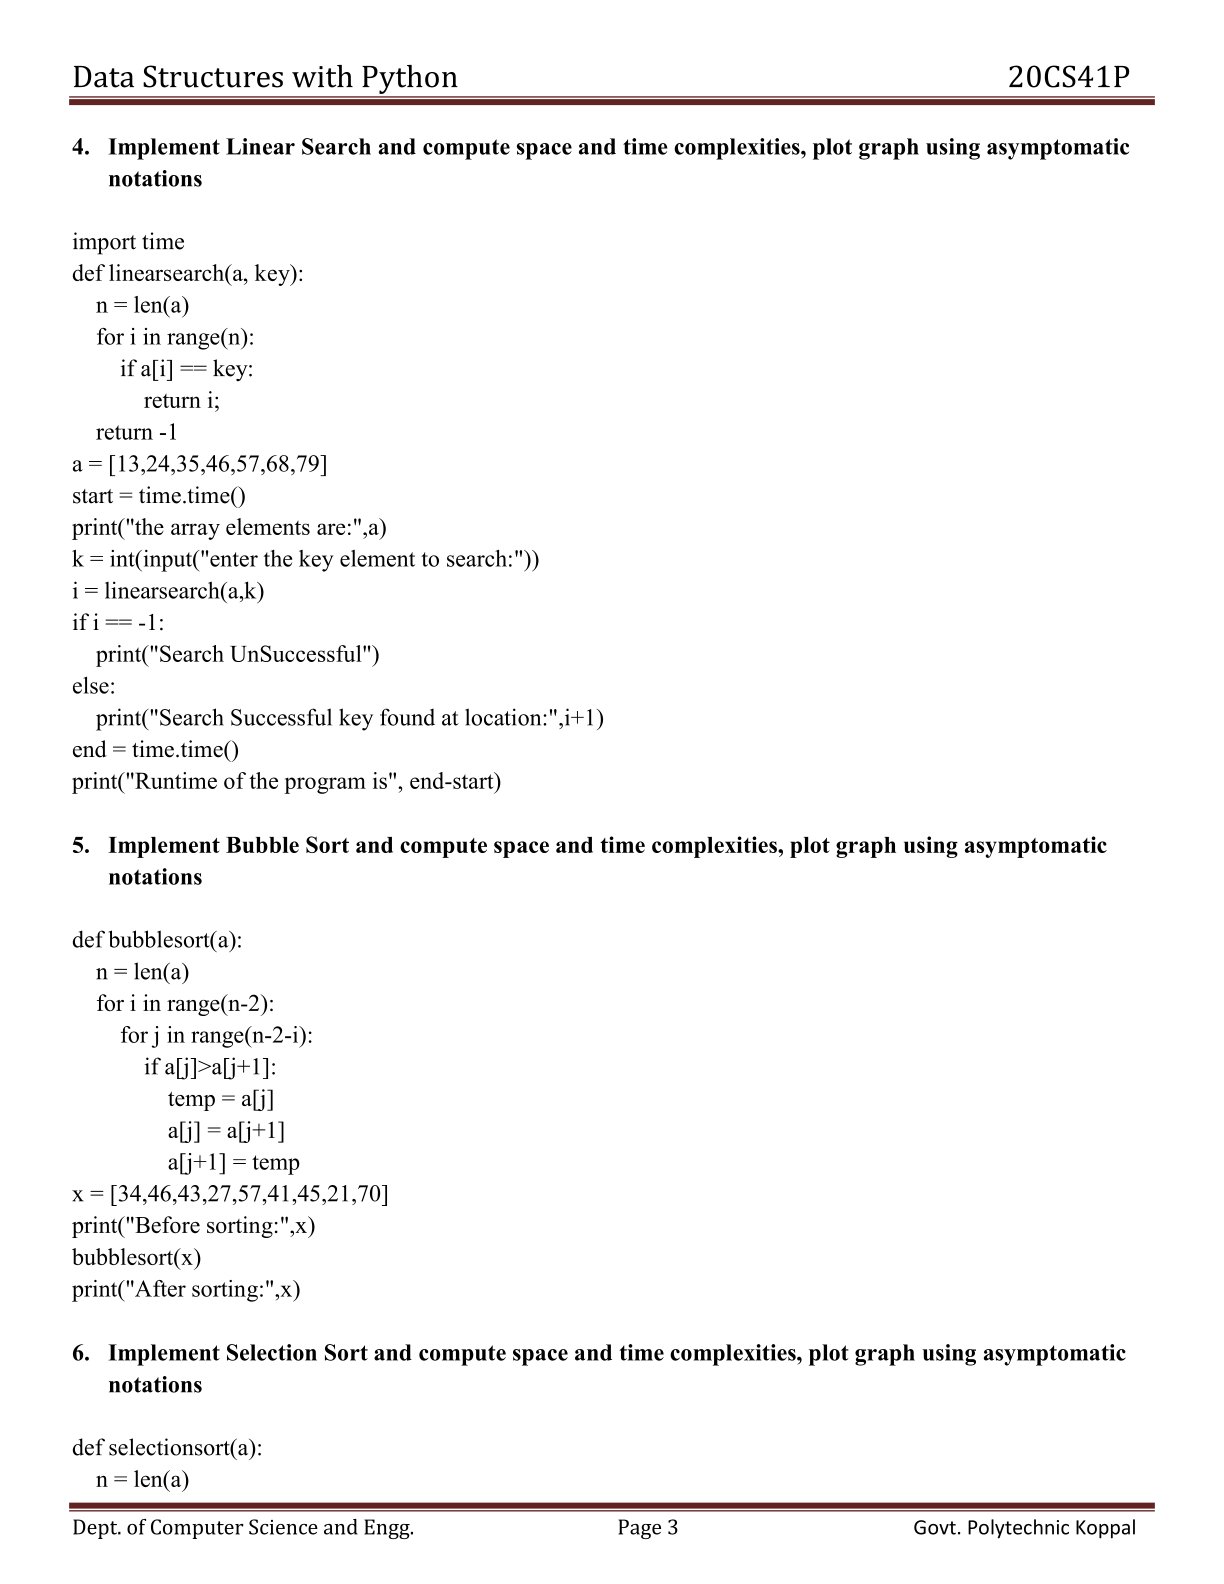 Data Structures with Python 20CS41P
4. Implement Linear Search and compute space and time complexities, plot graph using asymptomatic
notations
import time
def linearsearch(a, key):
    n = len(a)
    for i in range(n):
        if a[i] == key:
            return i;
    return -1
a = [13,24,35,46,57,68,79]
start = time.time()
print("the array elements are:",a)
k = int(input("enter the key element to search:"))
i = linearsearch(a,k)
if i == -1:
    print("Search UnSuccessful")
else:
    print("Search Successful key found at location:",i+1)
end = time.time()
print("Runtime of the program is", end-start)
5. Implement Bubble Sort and compute space and time complexities, plot graph using asymptomatic
notations
def bubblesort(a):
    n = len(a)
    for i in range(n-2):
        for j in range(n-2-i):
            if a[j]>a[j+1]:
                temp = a[j]
                a[j] = a[j+1]
                a[j+1] = temp
x = [34,46,43,27,57,41,45,21,70]
print("Before sorting:",x)
bubblesort(x)
print("After sorting:",x)
6. Implement Selection Sort and compute space and time complexities, plot graph using asymptomatic
notations
def selectionsort(a):
    n = len(a)
Dept. of Computer Science and Engg. Page 3 Govt. Polytechnic Koppal